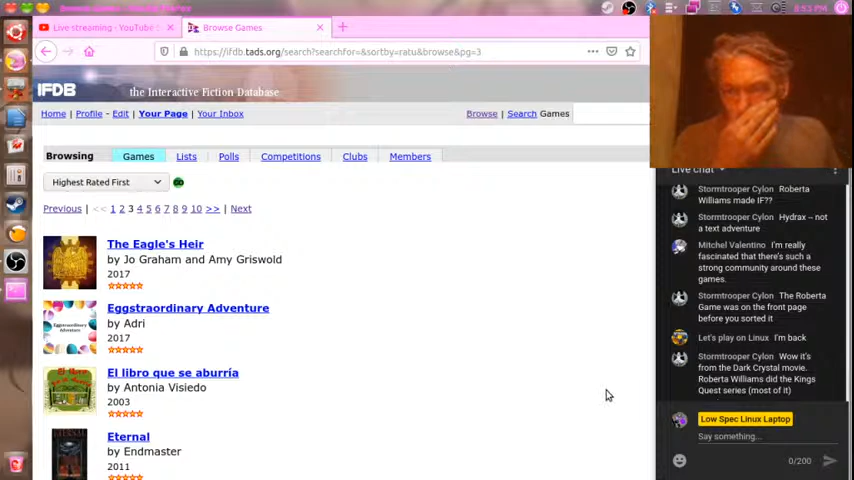 8:53 PM
Live streaming - YouTube S
Browse Games
https://ifdb.tads.org/search?searchfor=&sortby=ratu&browse&pg=3
IFDB the Interactive Fiction Database
Home | Profile - Edit | Your Page | Your Inbox
Browse | Search Games
Browsing Games Lists Polls Competitions Clubs Members
Highest Rated First
Previous | << 1 2 3 4 5 6 7 8 9 10 >> | Next
The Eagle's Heir
by Jo Graham and Amy Griswold
2017
Eggstraordinary Adventure
by Adri
2017
El libro que se aburría
by Antonia Visiedo
2003
ETERNAL
Eternal
by Endmaster
2011
Live chat
Stormtrooper Cylon Roberta
Williams made IF??
Stormtrooper Cylon Hydrax -- not
a text adventure
Mitchel Valentino I'm really
fascinated that there's such a
strong community around these
games.
Stormtrooper Cylon The Roberta
Game was on the front page
before you sorted it
Let's play on Linux I'm back
Stormtrooper Cylon Wow it's
from the Dark Crystal movie.
Roberta Williams did the Kings
Quest series (most of it)
Low Spec Linux Laptop
Say something...
0/200